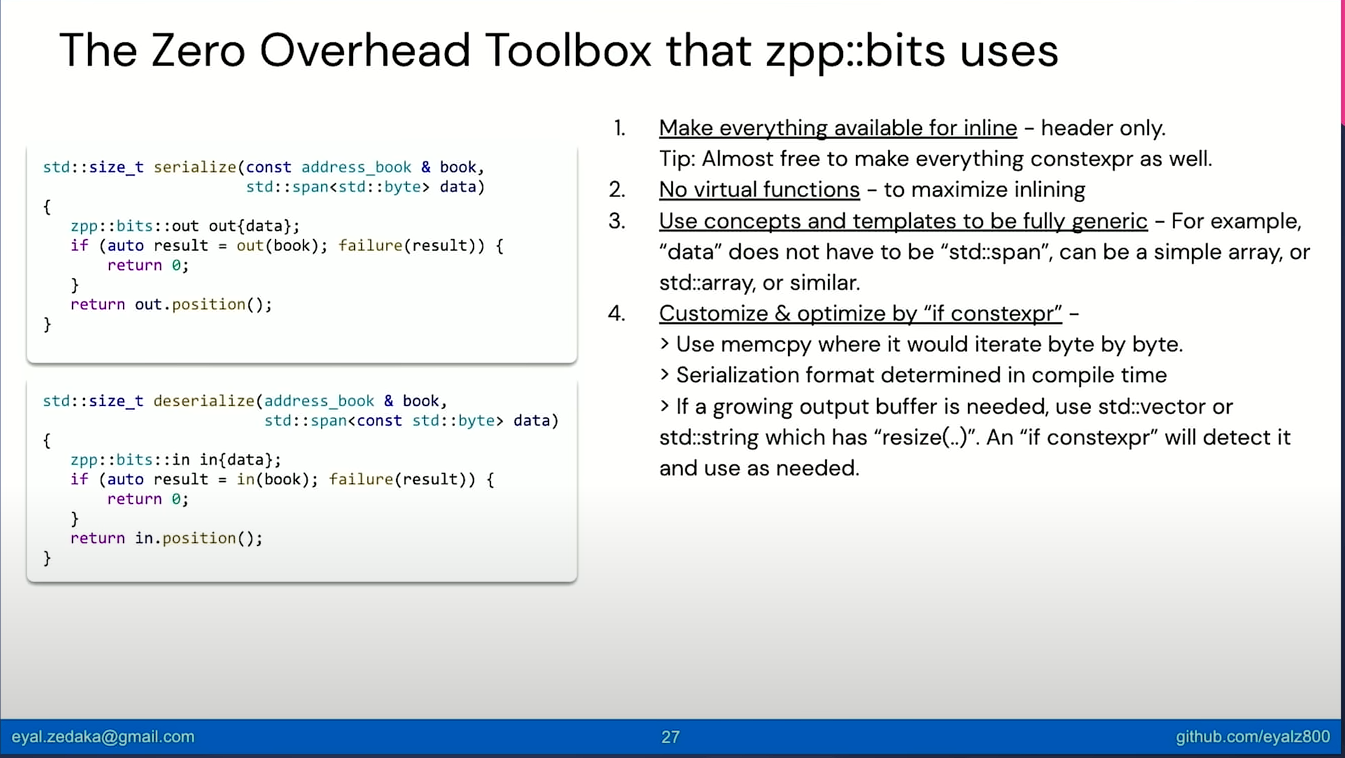 The Zero Overhead Toolbox that zpp::bits uses
std::size_t serialize(const address_book & book,
std::span<std::byte> data)
{
zpp::bits::out out{data};
if (auto result = out(book); failure(result)) {
return 0;
}
return out.position();
}
std::size_t deserialize(address_book & book,
std::span<const std::byte> data)
{
zpp::bits::in in{data};
if (auto result = in(book); failure(result)) {
return 0;
}
return in.position();
}
1. Make everything available for inline – header only.
Tip: Almost free to make everything constexpr as well.
2. No virtual functions – to maximize inlining
3. Use concepts and templates to be fully generic – For example,
“data” does not have to be “std::span”, can be a simple array, or
std::array, or similar.
4. Customize & optimize by “if constexpr” –
> Use memcpy where it would iterate byte by byte.
> Serialization format determined in compile time
> If a growing output buffer is needed, use std::vector or
std::string which has “resize(..)”. An “if constexpr” will detect it
and use as needed.
eyal.zedaka@gmail.com
27
github.com/eyalz800